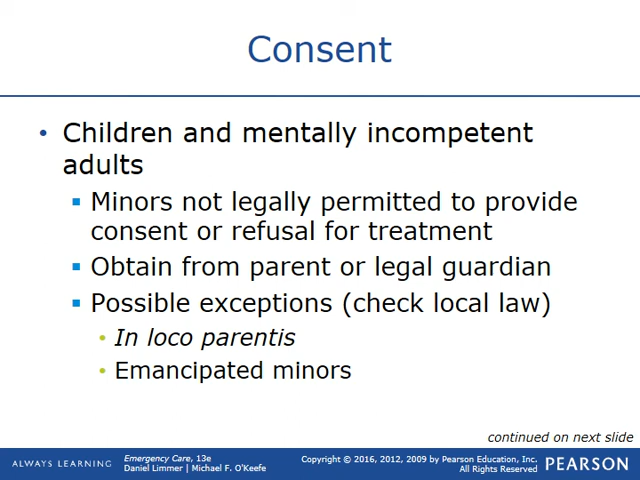 Consent
• Children and mentally incompetent
adults
▪ Minors not legally permitted to provide
consent or refusal for treatment
▪ Obtain from parent or legal guardian
▪ Possible exceptions (check local law)
• In loco parentis
• Emancipated minors
continued on next slide
ALWAYS LEARNING
Emergency Care, 13e
Daniel Limmer | Michael F. O'Keefe
Copyright © 2016, 2012, 2009 by Pearson Education, Inc.
All Rights Reserved
PEARSON